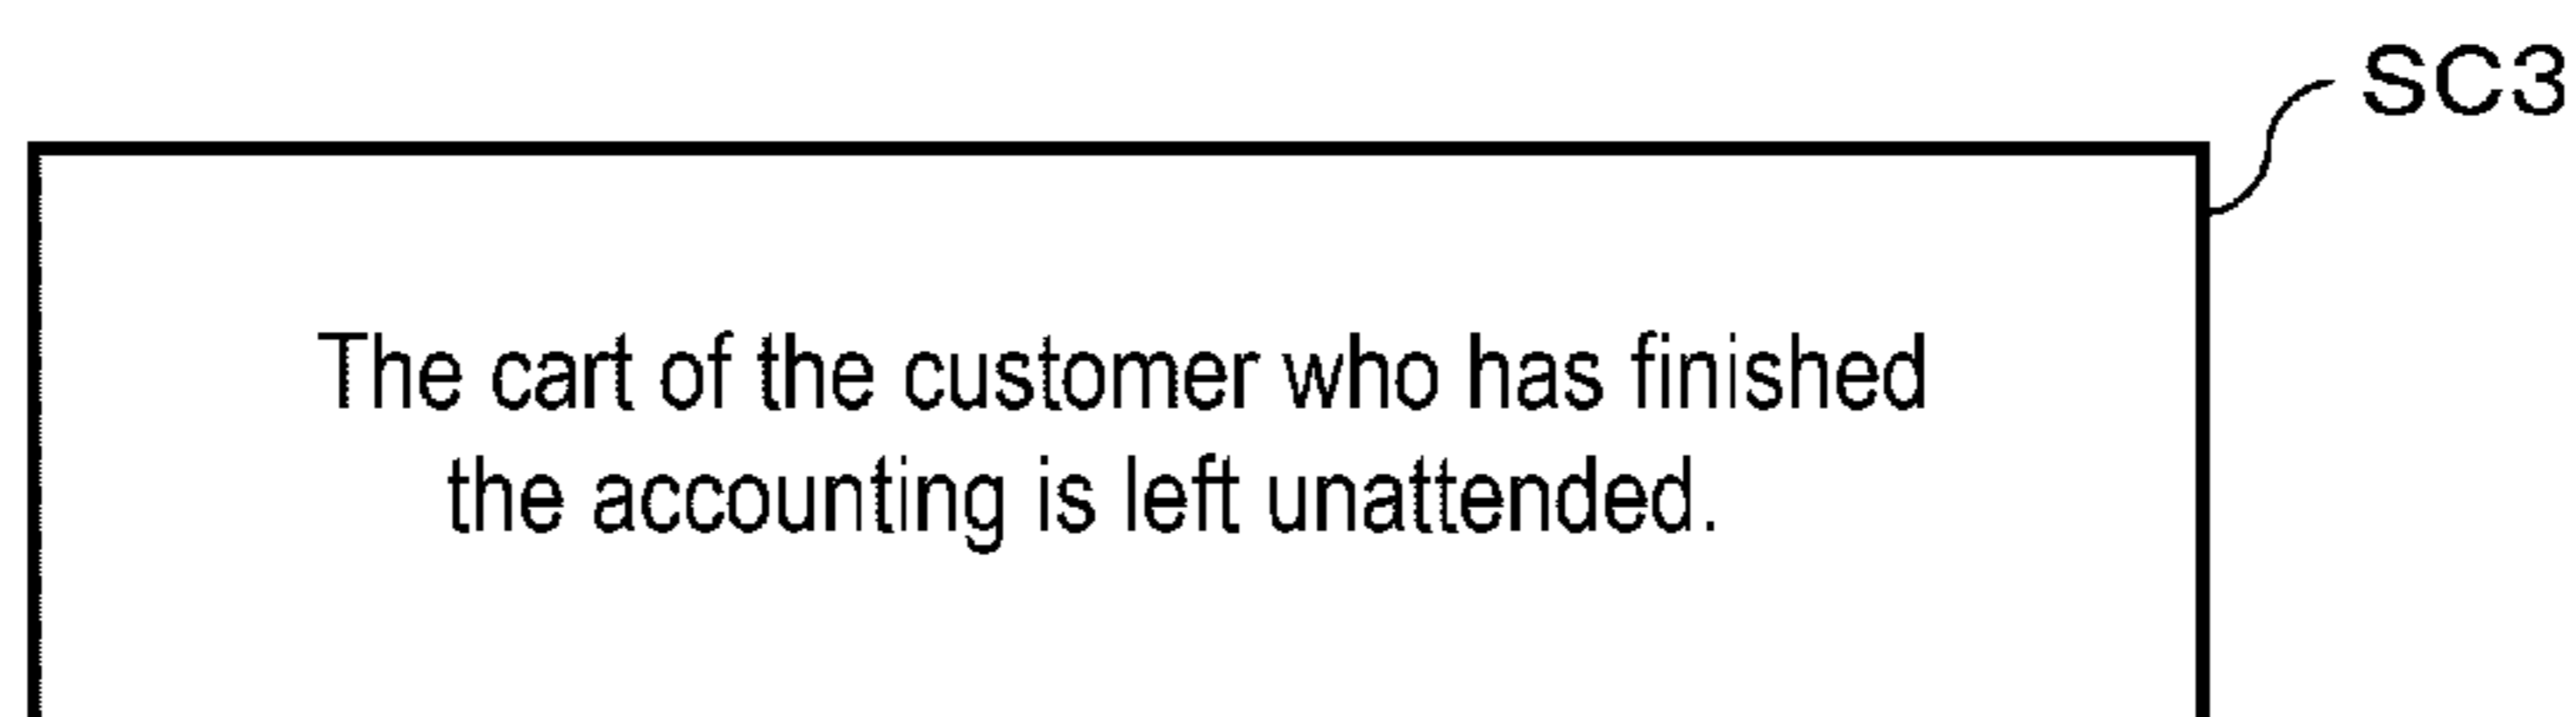 SC3
The cart of the customer who has finished
the accounting is left unattended.